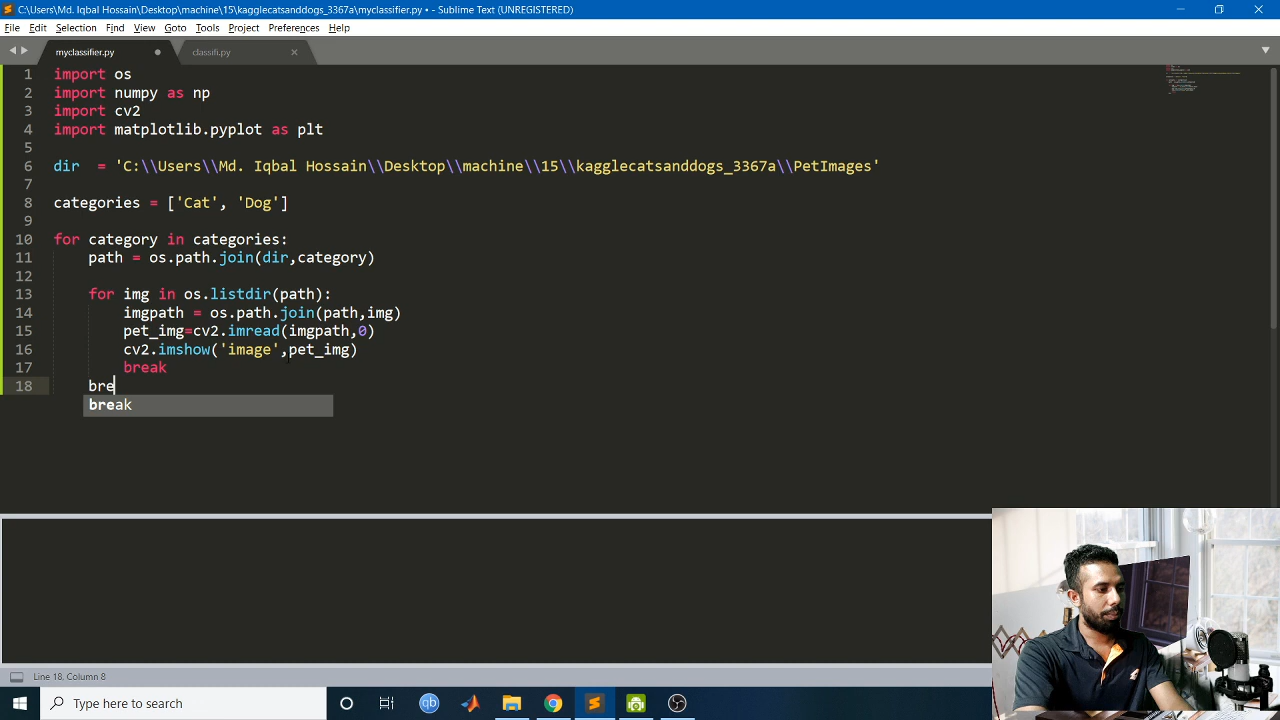 C:\Users\Md. Iqbal Hossain\Desktop\machine\15\kagglecatsanddogs_3367a\myclassifier.py • - Sublime Text (UNREGISTERED)
File Edit Selection Find View Goto Tools Project Preferences Help
myclassifier.py classifi.py
1 import os
2 import numpy as np
3 import cv2
4 import matplotlib.pyplot as plt
5
6 dir = 'C:\\Users\\Md. Iqbal Hossain\\Desktop\\machine\\15\\kagglecatsanddogs_3367a\\PetImages'
7
8 categories = ['Cat', 'Dog']
9
10 for category in categories:
11 path = os.path.join(dir,category)
12
13 for img in os.listdir(path):
14 imgpath = os.path.join(path,img)
15 pet_img=cv2.imread(imgpath,0)
16 cv2.imshow('image',pet_img)
17 break
18 bre
break
Line 18, Column 8
Type here to search
qb